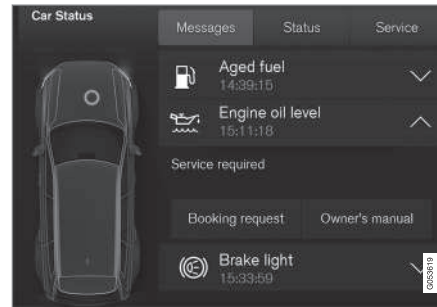 Car Status
Messages Status Service
Aged fuel
14:39:15
Engine oil level
15:11:18
Service required
Booking request Owner's manual
Brake light
15:33:59
G053619